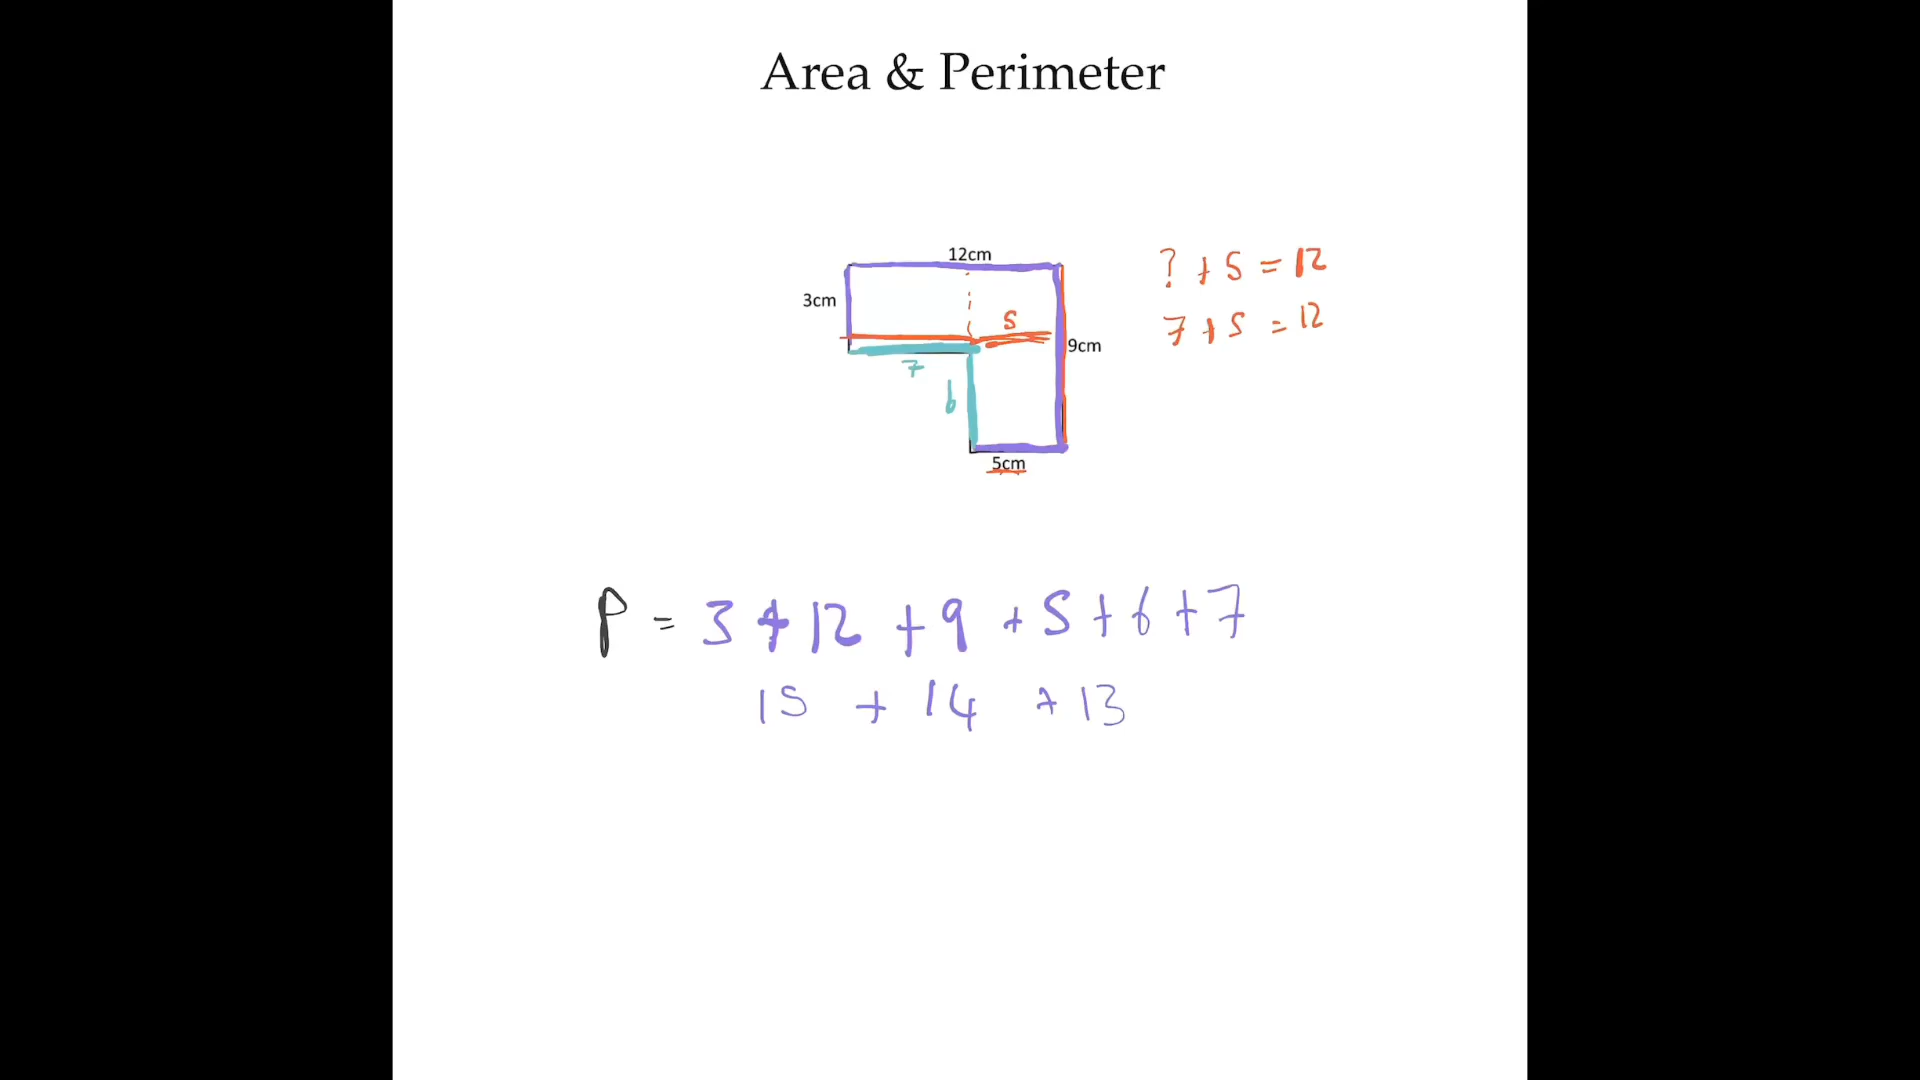 Area & Perimeter
12cm
? + 5 = 12
3cm
5
7 + 5 = 12
9cm
7
6
5cm
P = 3 + 12 + 9 + 5 + 6 + 7
15 + 14 + 13